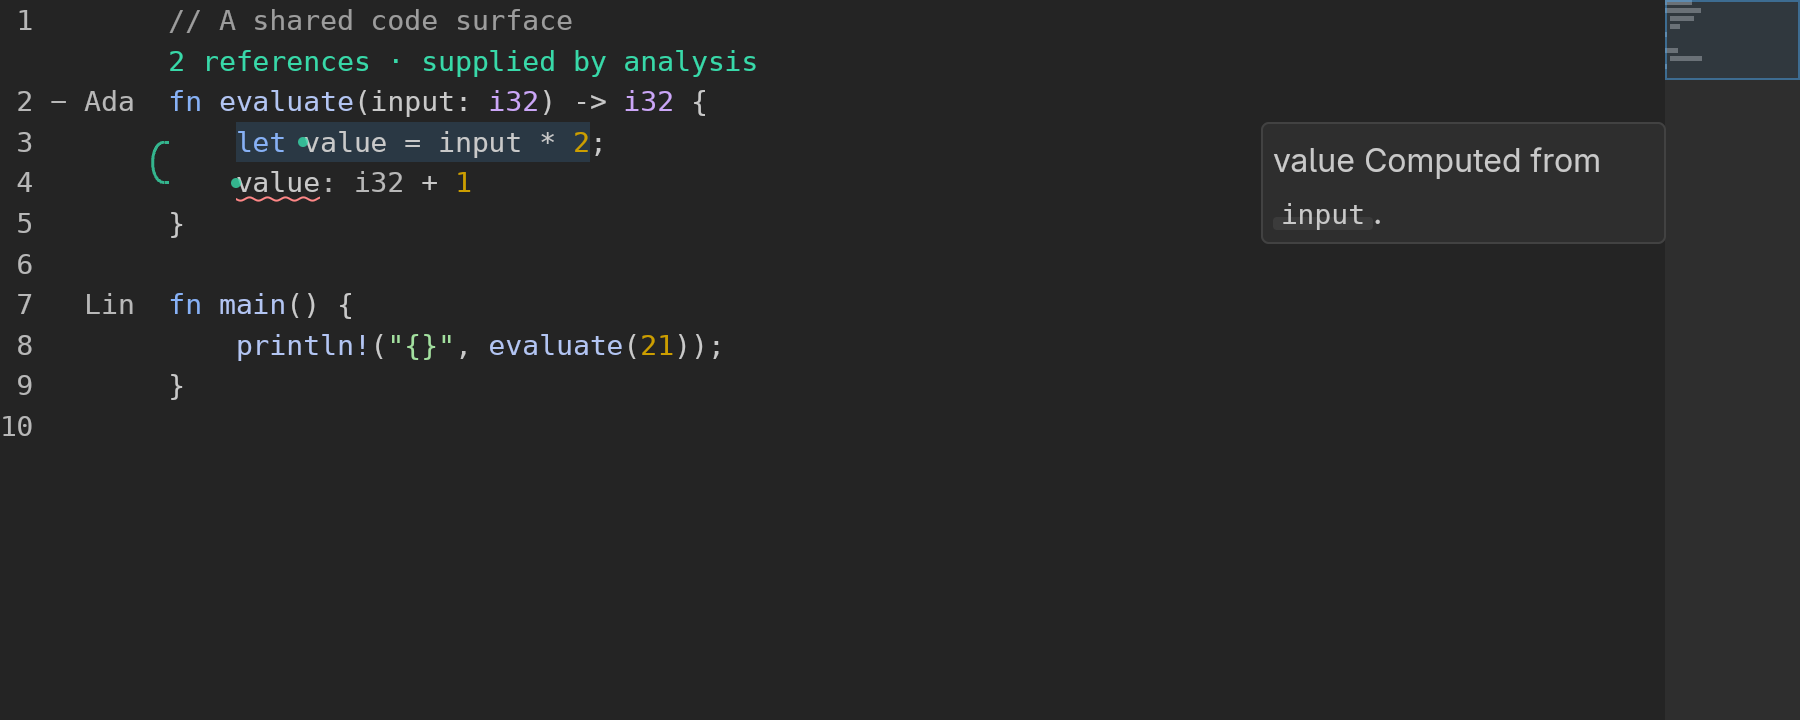 1 // A shared code surface
2 references · supplied by analysis
2 − Ada fn evaluate(input: i32) -> i32 {
3 let value = input * 2;
4 value: i32 + 1
5 }
6
7 Lin fn main() {
8 println!("{}", evaluate(21));
9 }
10
value Computed from
input.